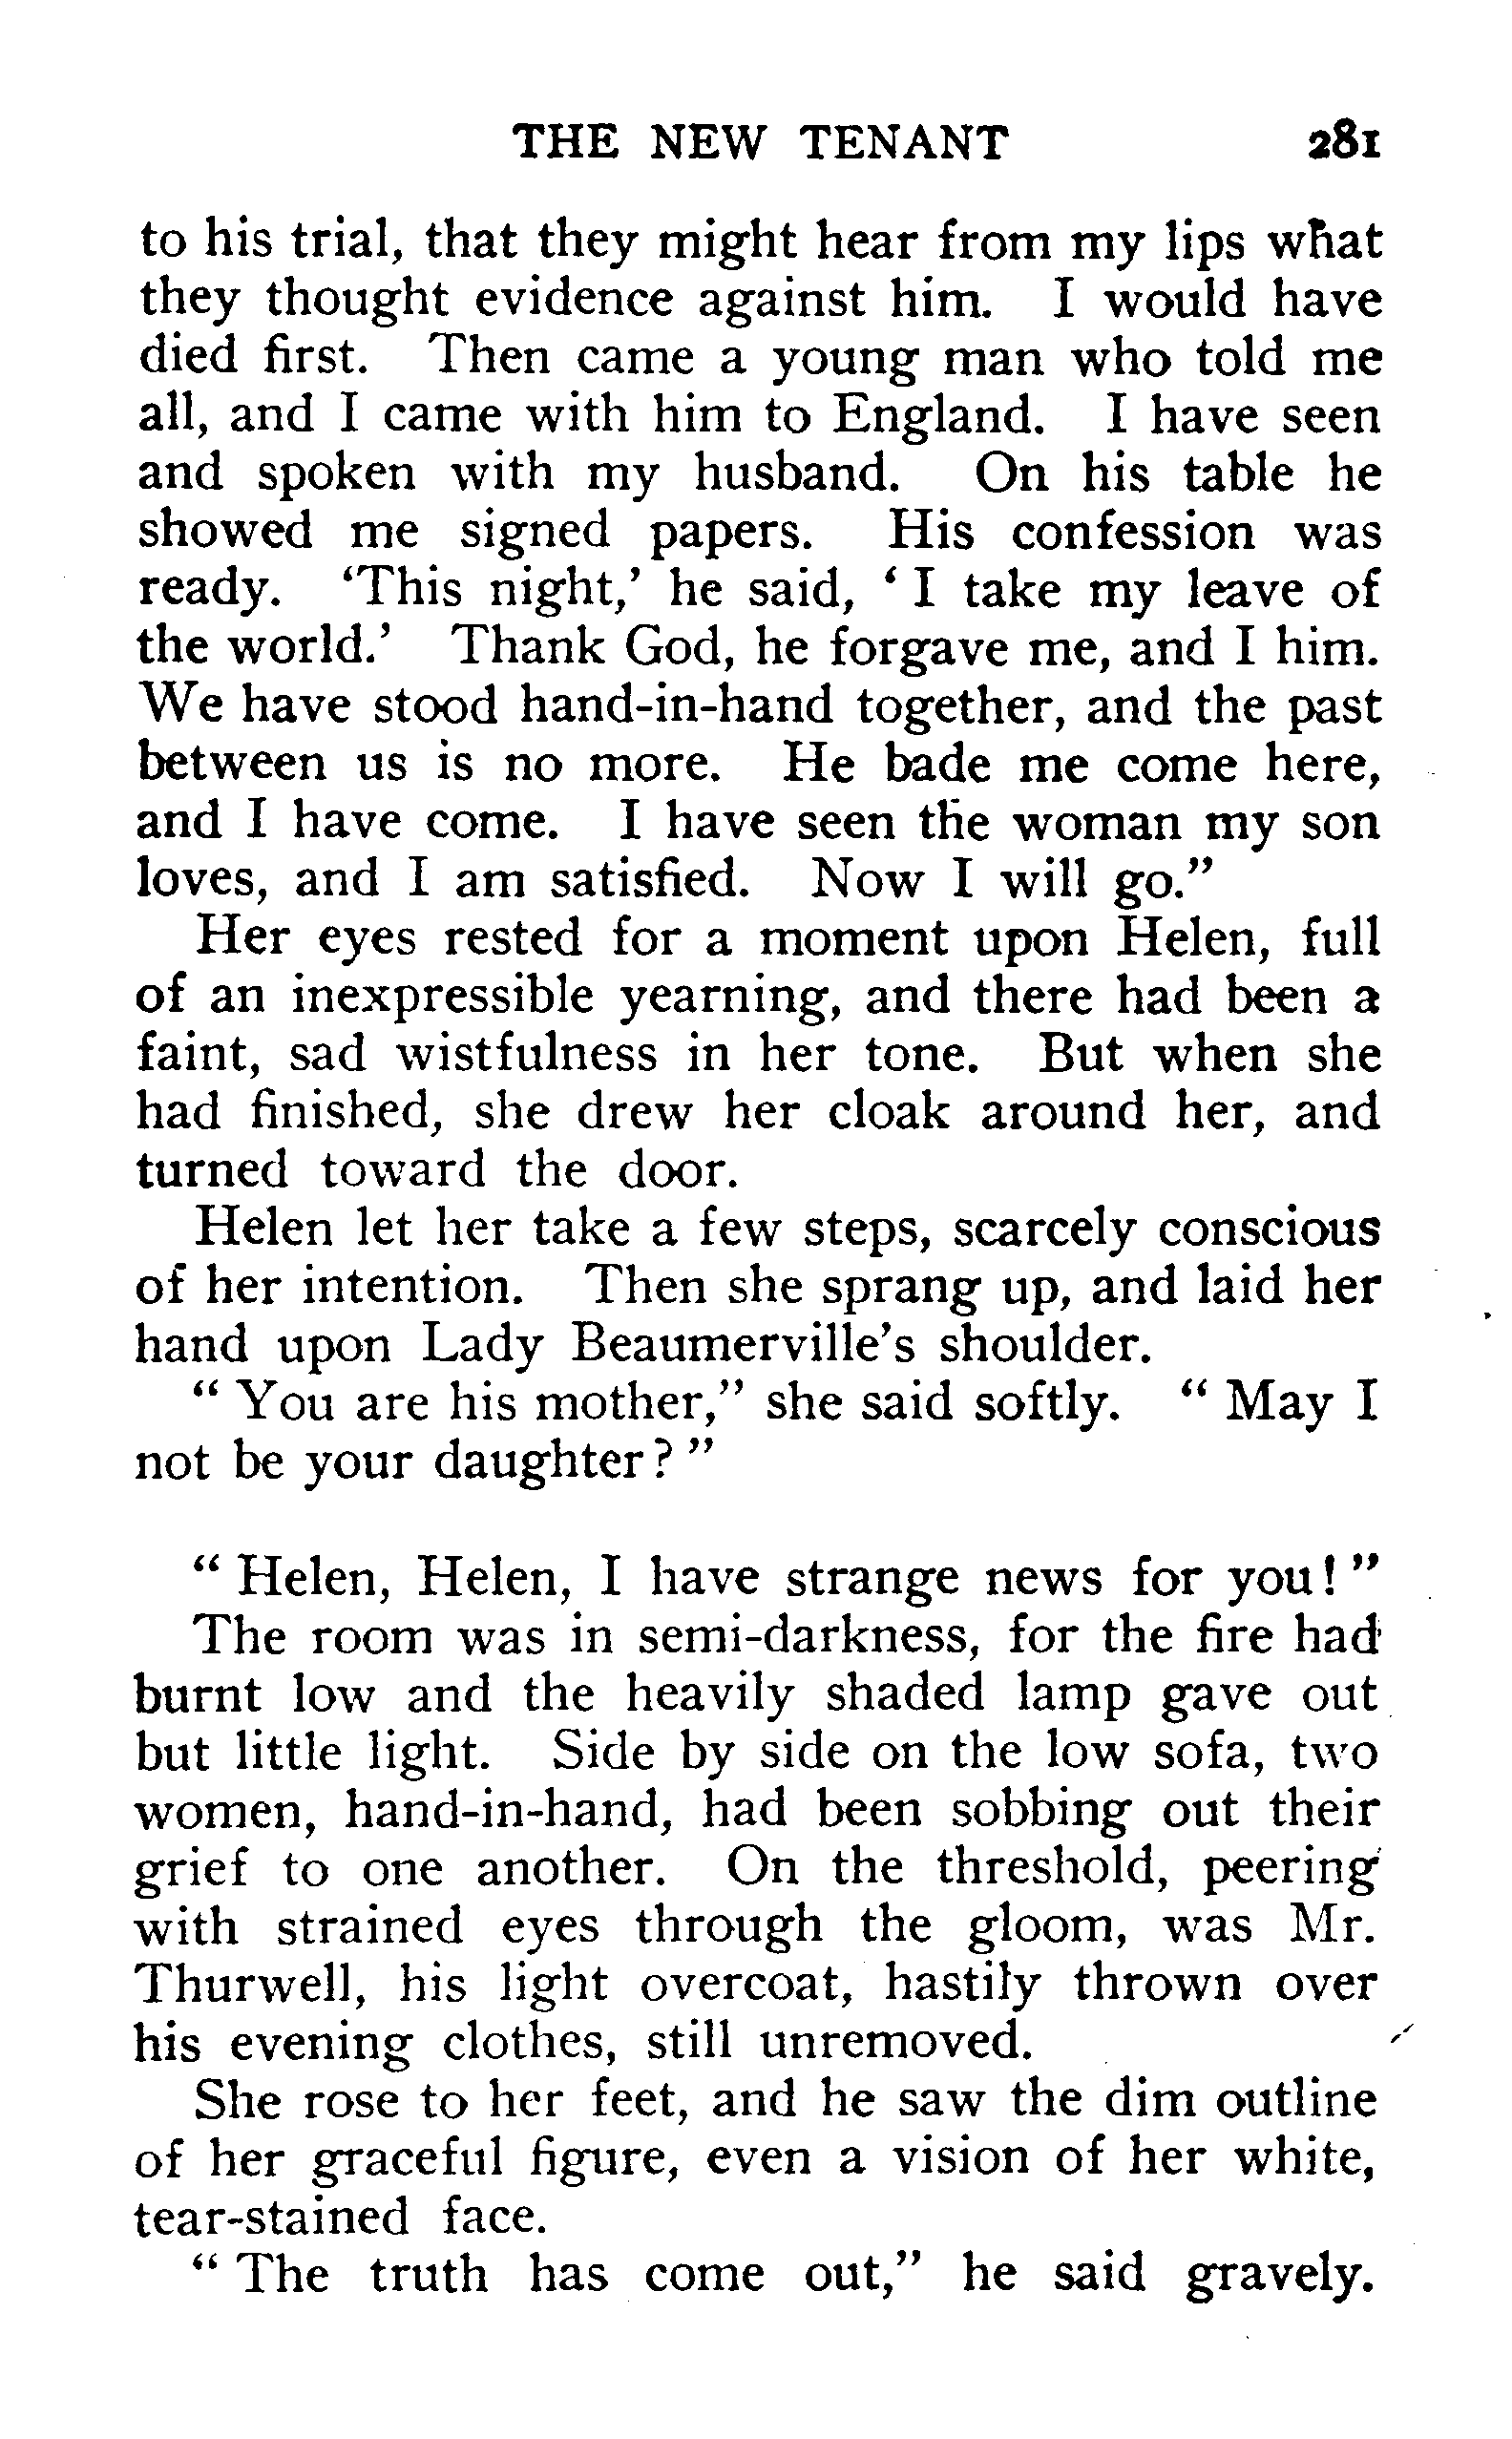 THE NEW TENANT 281
to his trial, that they might hear from my lips what
they thought evidence against him. I would have
died first. Then came a young man who told me
all, and I came with him to England. I have seen
and spoken with my husband. On his table he
showed me signed papers. His confession was
ready. ‘This night,’ he said, ‘ I take my leave of
the world.’ Thank God, he forgave me, and I him.
We have stood hand-in-hand together, and the past
between us is no more. He bade me come here,
and I have come. I have seen the woman my son
loves, and I am satisfied. Now I will go.”
Her eyes rested for a moment upon Helen, full
of an inexpressible yearning, and there had been a
faint, sad wistfulness in her tone. But when she
had finished, she drew her cloak around her, and
turned toward the door.
Helen let her take a few steps, scarcely conscious
of her intention. Then she sprang up, and laid her
hand upon Lady Beaumerville’s shoulder.
“ You are his mother,” she said softly. “ May I
not be your daughter? ”
“ Helen, Helen, I have strange news for you! ”
The room was in semi-darkness, for the fire had
burnt low and the heavily shaded lamp gave out
but little light. Side by side on the low sofa, two
women, hand-in-hand, had been sobbing out their
grief to one another. On the threshold, peering
with strained eyes through the gloom, was Mr.
Thurwell, his light overcoat, hastily thrown over
his evening clothes, still unremoved.
She rose to her feet, and he saw the dim outline
of her graceful figure, even a vision of her white,
tear-stained face.
“ The truth has come out,” he said gravely.